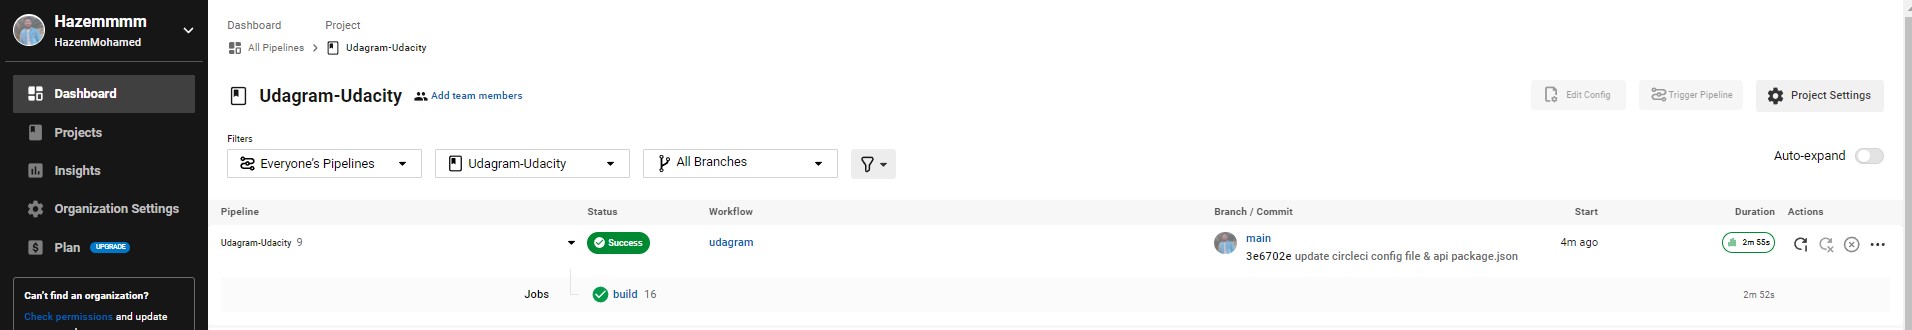 Hazemmmm
HazemMohamed
Dashboard
Projects
Insights
Organization Settings
Plan UPGRADE
Can't find an organization?
Check permissions and update
Dashboard Project
All Pipelines > Udagram-Udacity
Udagram-Udacity Add team members
Edit Config Trigger Pipeline Project Settings
Filters
Everyone's Pipelines Udagram-Udacity All Branches
Auto-expand
Pipeline Status Workflow Branch / Commit Start Duration Actions
Udagram-Udacity 9 Success udagram main 4m ago 2m 55s
3e6702e update circleci config file & api package.json
Jobs build 16 2m 52s